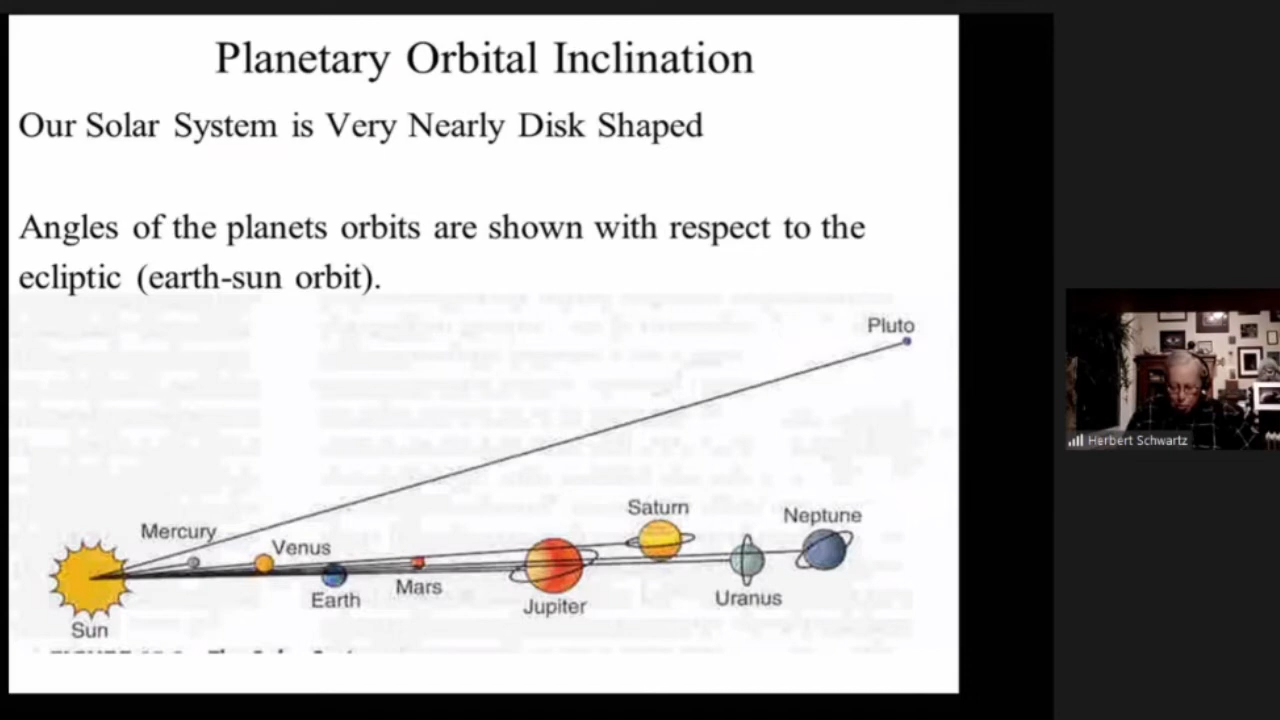 Planetary Orbital Inclination
Our Solar System is Very Nearly Disk Shaped
Angles of the planets orbits are shown with respect to the
ecliptic (earth-sun orbit).
Pluto
Saturn
Neptune
Mercury
Venus
Earth
Mars
Jupiter
Uranus
Sun
Herbert Schwartz